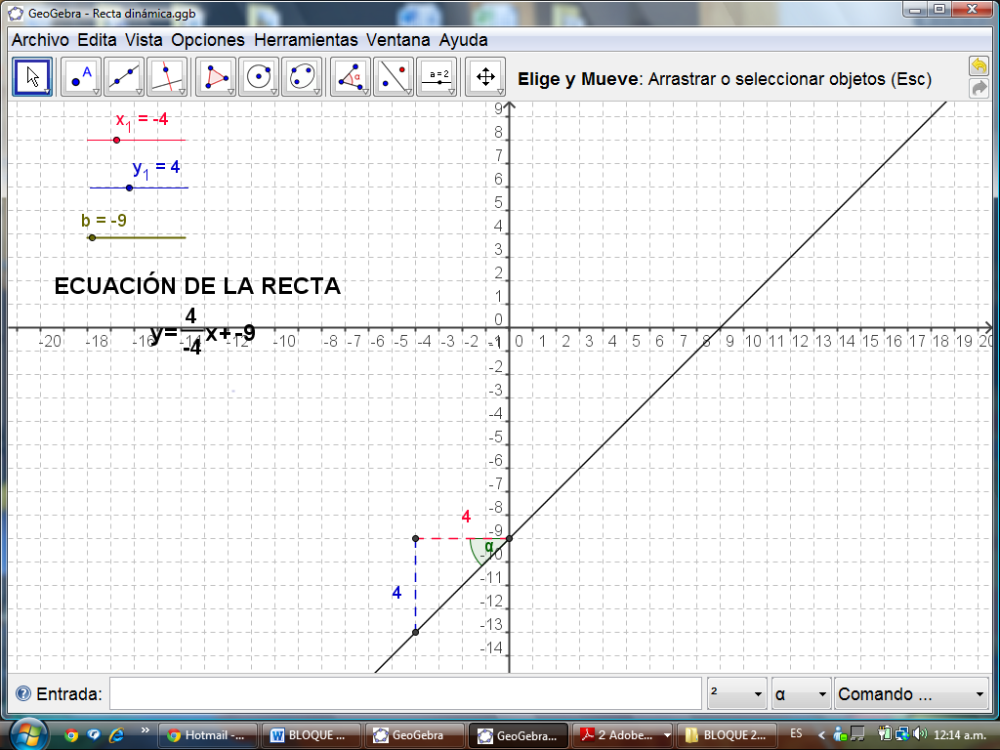 GeoGebra - Recta dinámica.ggb
Archivo Edita Vista Opciones Herramientas Ventana Ayuda
A α a = 2 Elige y Mueve: Arrastrar o seleccionar objetos (Esc)
x1 = -4
y1 = 4
b = -9
ECUACIÓN DE LA RECTA
y=4/-4x+-9
9
8
7
6
5
4
3
2
1
0
-20 -18 -16 -14 -12 -10 -8 -7 -6 -5 -4 -3 -2 -1 0 1 2 3 4 5 6 7 8 9 10 11 12 13 14 15 16 17 18 19 20
-1
-2
-3
-4
-5
-6
-7
-8
-9
-10
-11
-12
-13
-14
4
α
4
Entrada: 2 α Comando ...
Hotmail -... BLOQUE ... GeoGebra GeoGebra... 2 Adobe... BLOQUE 2... ES 12:14 a.m.